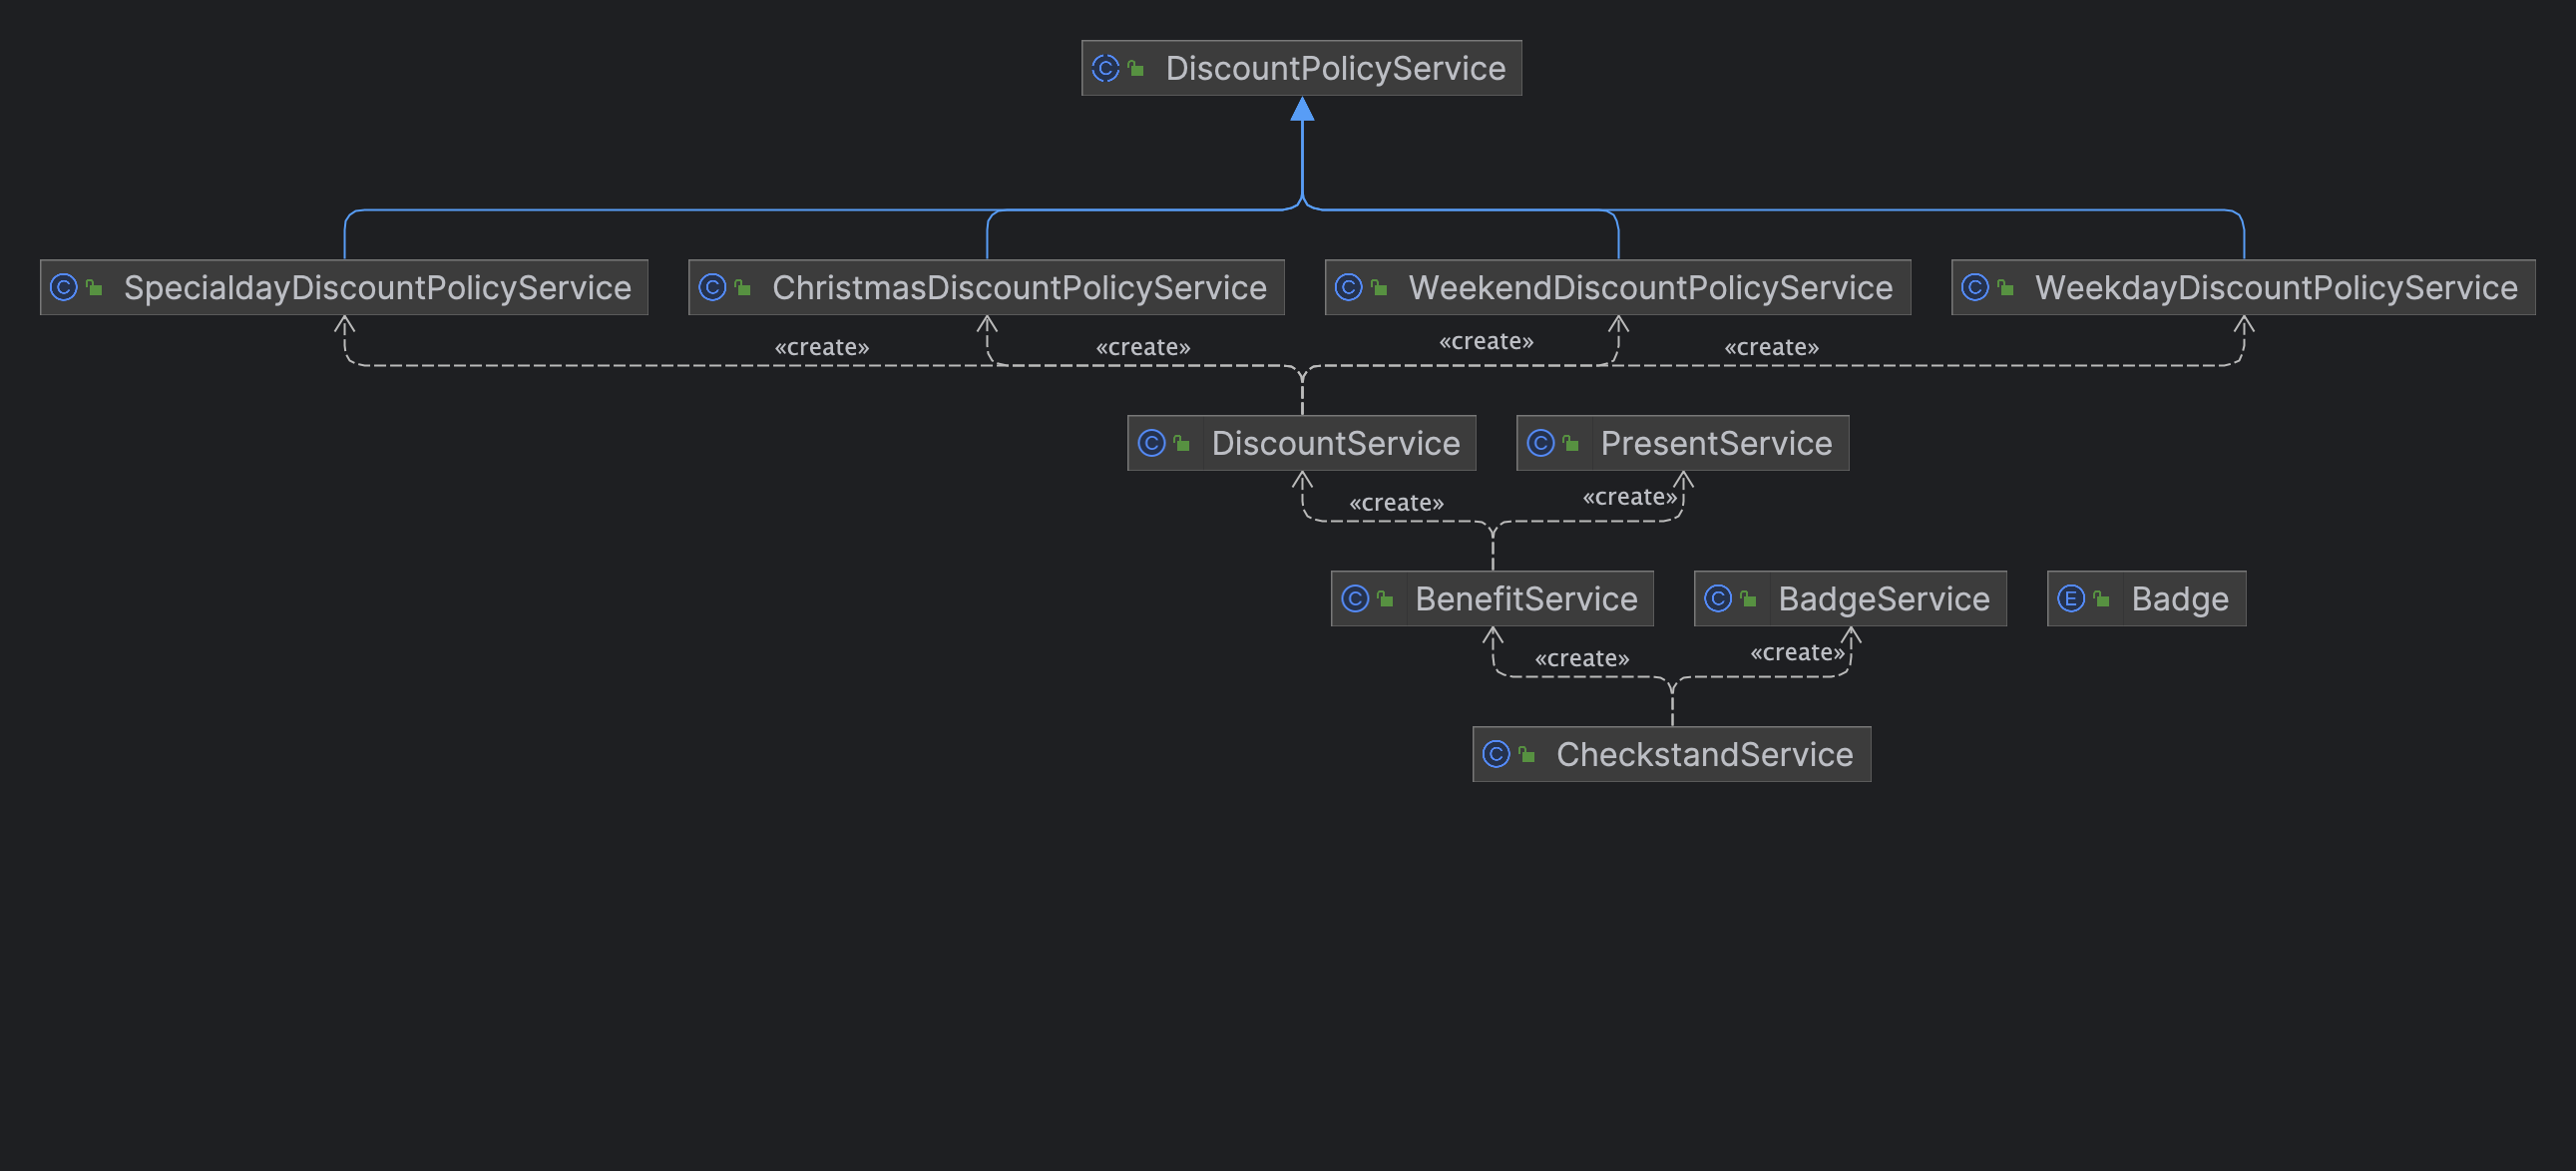 DiscountPolicyService
SpecialdayDiscountPolicyService
ChristmasDiscountPolicyService
WeekendDiscountPolicyService
WeekdayDiscountPolicyService
«create»
«create»
«create»
«create»
DiscountService
PresentService
«create»
«create»
BenefitService
BadgeService
Badge
«create»
«create»
CheckstandService